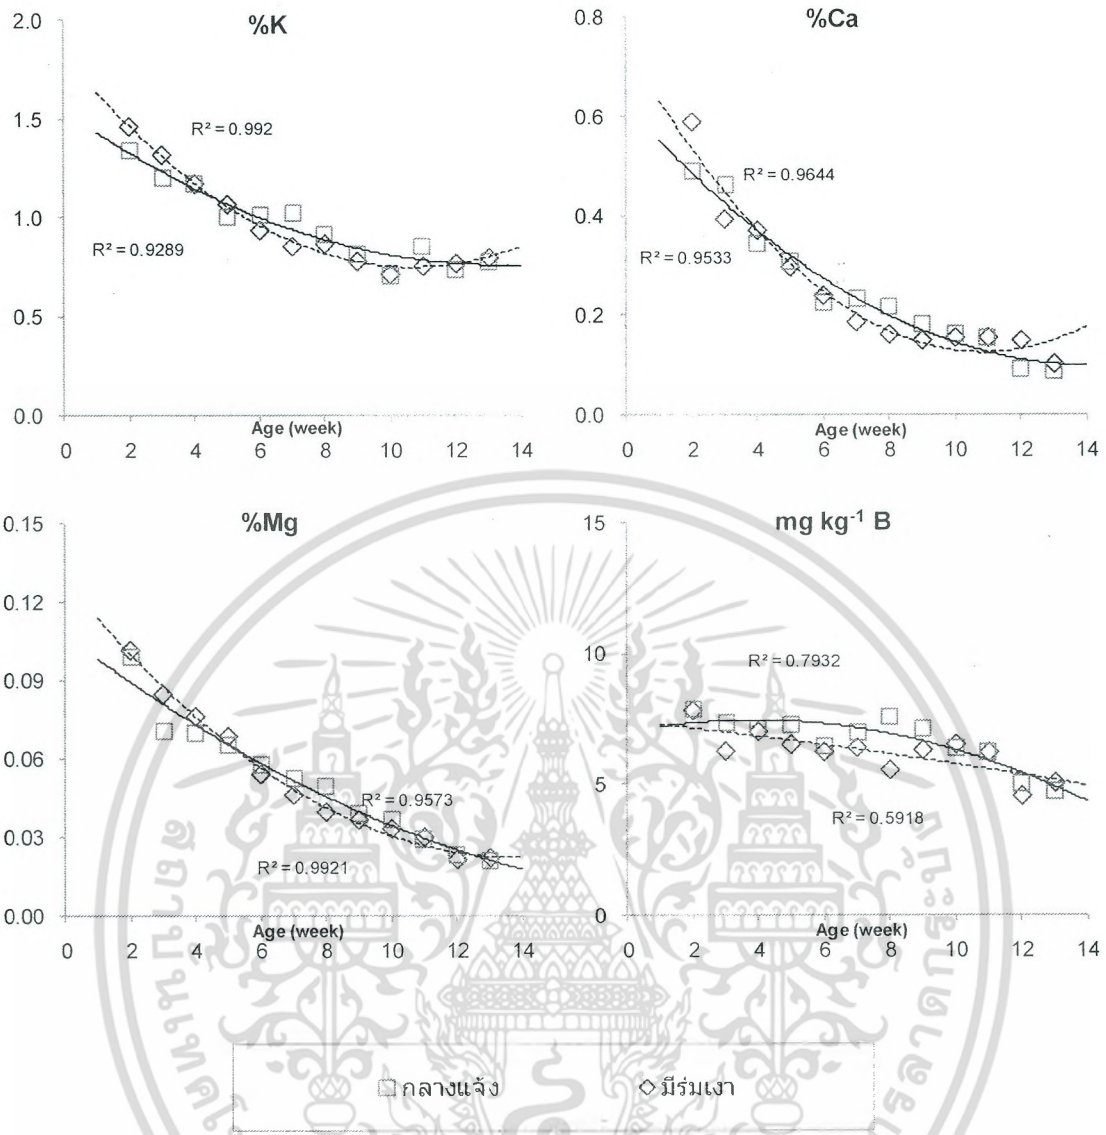 %K
2.0
1.5
1.0
0.5
0.0
R² = 0.992
R² = 0.9289
Age (week)
0 2 4 6 8 10 12 14
%Ca
0.8
0.6
0.4
0.2
0.0
R² = 0.9644
R² = 0.9533
Age (week)
0 2 4 6 8 10 12 14
%Mg
0.15
0.12
0.09
0.06
0.03
0.00
R² = 0.9573
R² = 0.9921
Age (week)
0 2 4 6 8 10 12 14
mg kg⁻¹ B
15
10
5
0
R² = 0.7932
R² = 0.5918
Age (week)
0 2 4 6 8 10 12 14
กลางแจ้ง มีร่มเงา